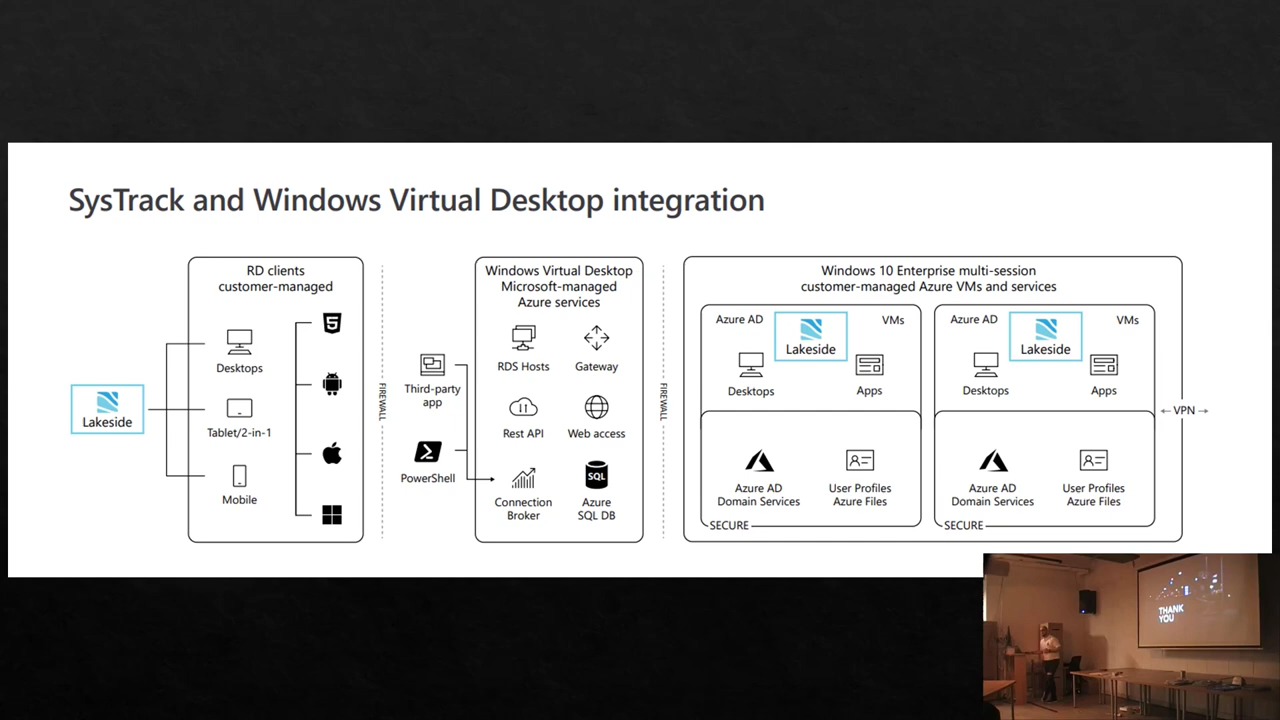 SysTrack and Windows Virtual Desktop integration
Lakeside
RD clients
customer-managed
Desktops
Tablet/2-in-1
Mobile
5
FIREWALL
Third-party
app
PowerShell
Windows Virtual Desktop
Microsoft-managed
Azure services
RDS Hosts
Gateway
Rest API
Web access
Connection
Broker
SQL
Azure
SQL DB
FIREWALL
Windows 10 Enterprise multi-session
customer-managed Azure VMs and services
Azure AD
Lakeside
VMs
Desktops
Apps
Azure AD
Domain Services
User Profiles
Azure Files
SECURE
Azure AD
Lakeside
VMs
Desktops
Apps
Azure AD
Domain Services
User Profiles
Azure Files
SECURE
VPN
THANK
YOU